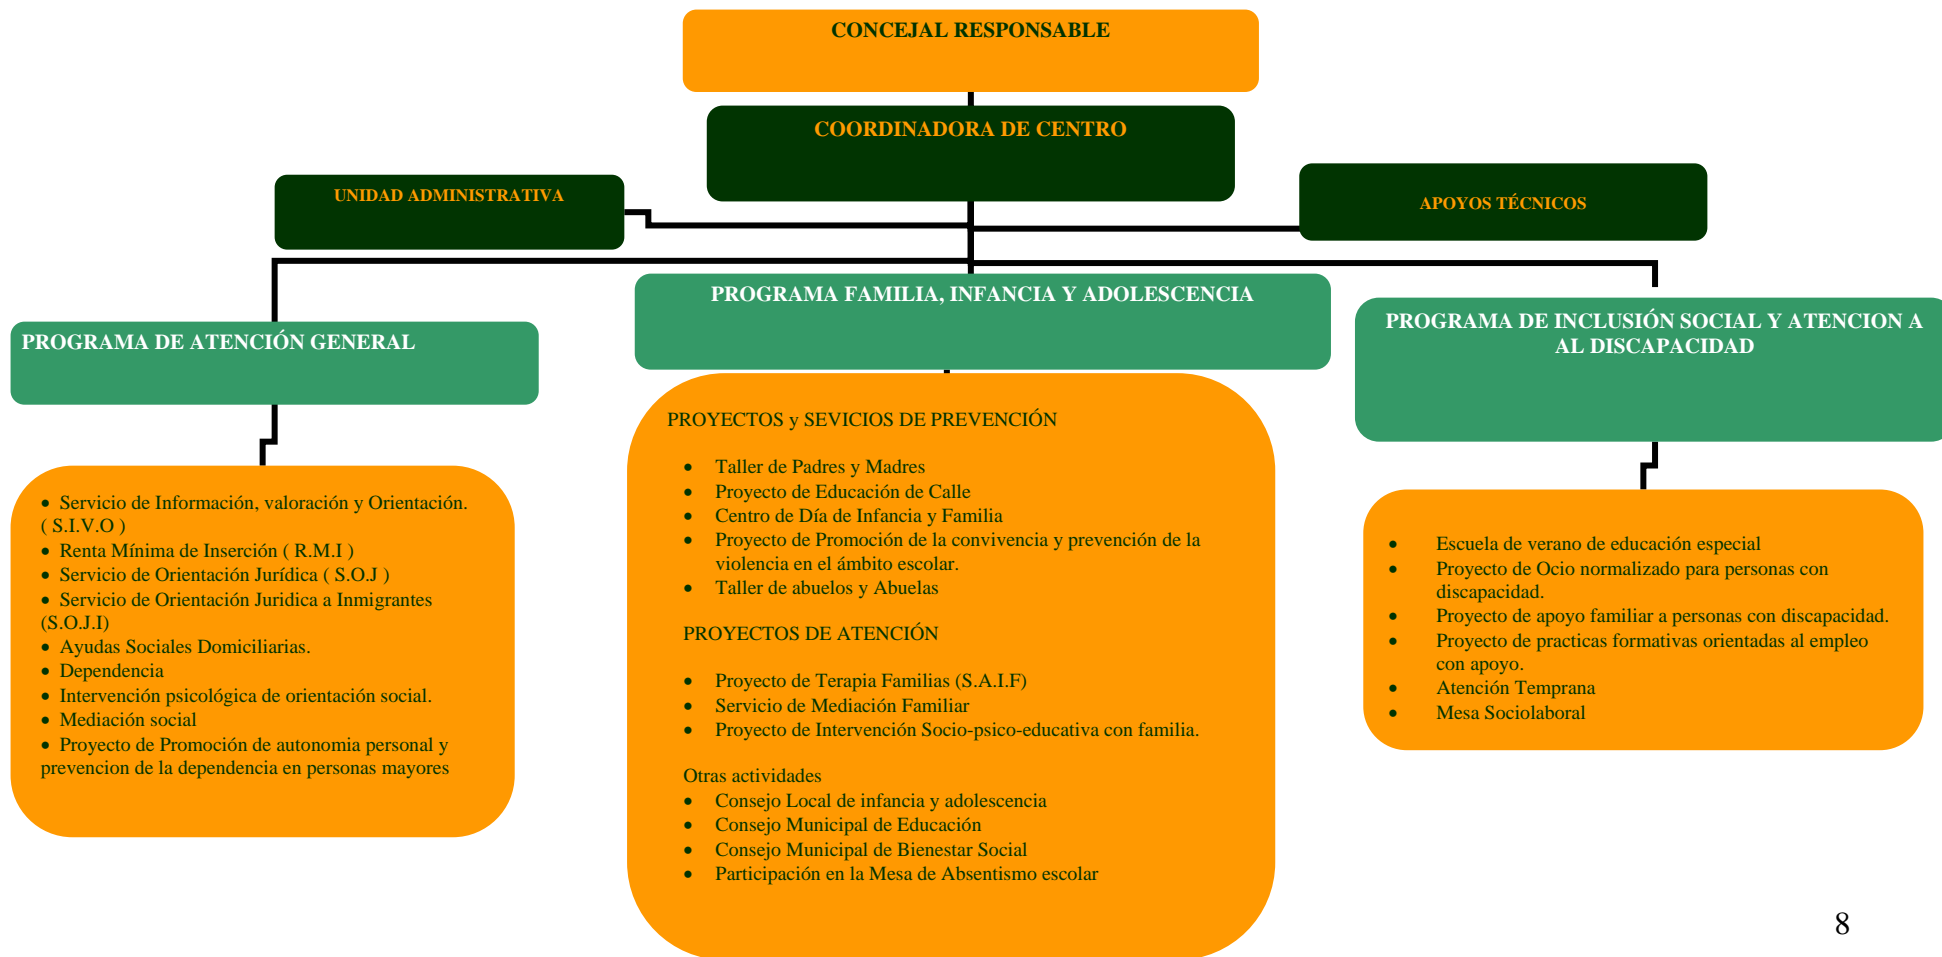 CONCEJAL RESPONSABLE
COORDINADORA DE CENTRO
UNIDAD ADMINISTRATIVA
APOYOS TÉCNICOS
PROGRAMA DE ATENCIÓN GENERAL
• Servicio de Información, valoración y Orientación.
( S.I.V.O )
• Renta Mínima de Inserción ( R.M.I )
• Servicio de Orientación Jurídica ( S.O.J )
• Servicio de Orientación Juridica a Inmigrantes
(S.O.J.I)
• Ayudas Sociales Domiciliarias.
• Dependencia
• Intervención psicológica de orientación social.
• Mediación social
• Proyecto de Promoción de autonomia personal y
prevencion de la dependencia en personas mayores
PROGRAMA FAMILIA, INFANCIA Y ADOLESCENCIA
PROYECTOS y SEVICIOS DE PREVENCIÓN
• Taller de Padres y Madres
• Proyecto de Educación de Calle
• Centro de Día de Infancia y Familia
• Proyecto de Promoción de la convivencia y prevención de la
violencia en el ámbito escolar.
• Taller de abuelos y Abuelas
PROYECTOS DE ATENCIÓN
• Proyecto de Terapia Familias (S.A.I.F)
• Servicio de Mediación Familiar
• Proyecto de Intervención Socio-psico-educativa con familia.
Otras actividades
• Consejo Local de infancia y adolescencia
• Consejo Municipal de Educación
• Consejo Municipal de Bienestar Social
• Participación en la Mesa de Absentismo escolar
PROGRAMA DE INCLUSIÓN SOCIAL Y ATENCION A
AL DISCAPACIDAD
• Escuela de verano de educación especial
• Proyecto de Ocio normalizado para personas con
discapacidad.
• Proyecto de apoyo familiar a personas con discapacidad.
• Proyecto de practicas formativas orientadas al empleo
con apoyo.
• Atención Temprana
• Mesa Sociolaboral
8